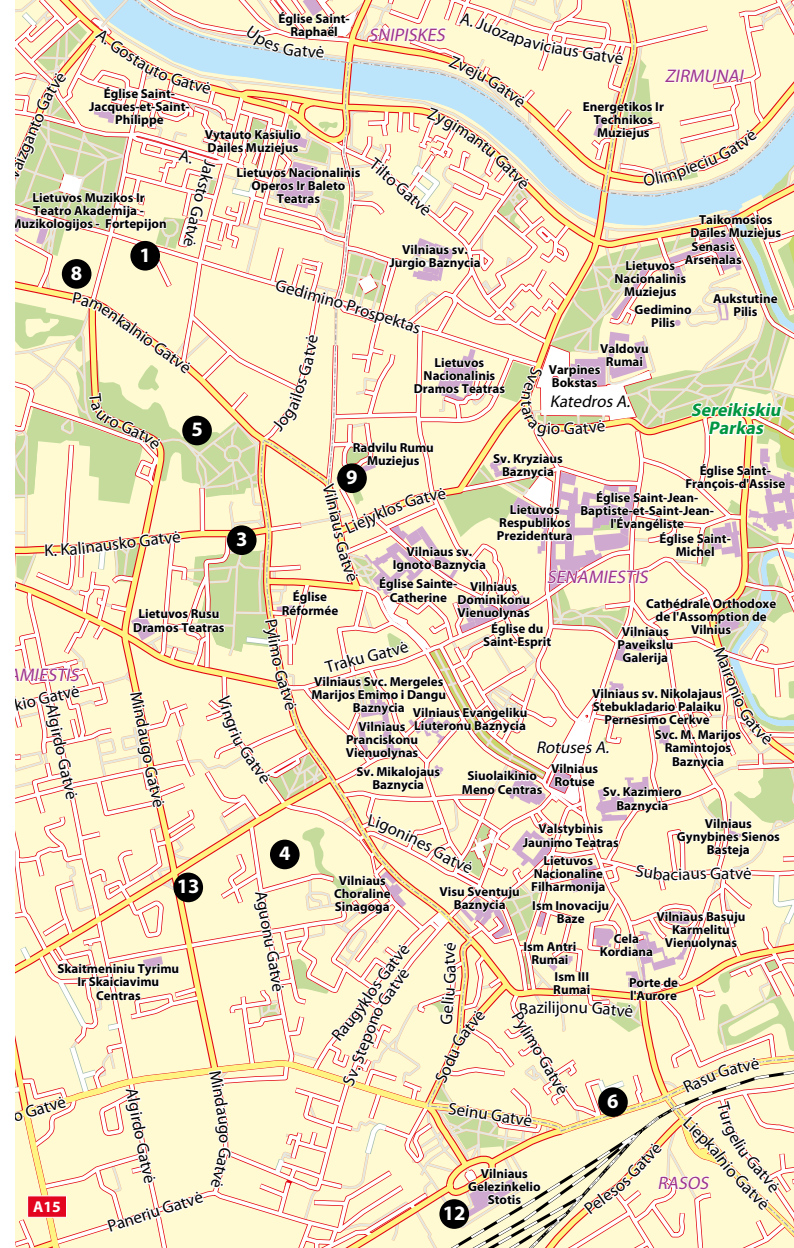 Église Saint-
Raphaël
SNIPISKES
Upes Gatvė
A. Juozapaviciaus Gatvė
A. Gostauto Gatvė
Zveju Gatvė
ZIRMUNAI
Église Saint-
Jacques-et-Saint-
Philippe
Vytauto Kasiulio
Dailes Muziejus
Zygimantu Gatvė
Energetikos Ir
Technikos
Muziejus
Olimpieciu Gatvė
Vaizganto Gatvė
A.
Jaksto Gatvė
Lietuvos Nacionalinis
Operos Ir Baleto
Teatras
Tilto Gatvė
Lietuvos Muzikos Ir
Teatro Akademija -
Muzikologijos - Fortepijon
Taikomosios
Dailes Muziejus
Senasis
Arsenalas
1
8
Vilniaus sv.
Jurgio Baznycia
Lietuvos
Nacionalinis
Muziejus
Gedimino
Pilis
Aukstutine
Pilis
Pamenkalnio Gatvė
Gedimino Prospektas
Jogailos Gatvė
Lietuvos
Nacionalinis
Dramos Teatras
Valdovu
Rumai
Varpines
Bokstas
Katedros A.
Sventaragio Gatvė
Sereikiskiu
Parkas
Tauro Gatvė
5
Radvilu Rumu
Muziejus
9
Sv. Kryziaus
Baznycia
Église Saint-
François-d'Assise
Vilniaus Gatvė
Liejyklos Gatvė
Lietuvos
Respublikos
Prezidentura
Église Saint-Jean-
Baptiste-et-Saint-Jean-
l'Évangéliste
Église Saint-
Michel
K. Kalinausko Gatvė
3
Vilniaus sv.
Ignoto Baznycia
Église Sainte-
Catherine
Vilniaus
Dominikonu
Vienuolynas
SENAMIESTIS
Église
Réformée
Lietuvos Rusu
Dramos Teatras
Pylimo Gatvė
Église du
Saint-Esprit
Vilniaus
Paveikslu
Galerija
Cathédrale Orthodoxe
de l'Assomption de
Vilnius
Traku Gatvė
Maironio Gatvė
AMIESTIS
kio Gatvė
Algirdo Gatvė
Mindaugo Gatvė
Vingriu Gatvė
Vilniaus Svc. Mergeles
Marijos Emimo i Dangu
Baznycia
Vilniaus
Pranciskonu
Vienuolynas
Vilniaus Evangeliku
Liuteronu Baznycia
Vilniaus sv. Nikolajaus
Stebukladario Palaiku
Pernesimo Cerkve
Svc. M. Marijos
Ramintojos
Baznycia
Rotuses A.
Sv. Mikalojaus
Baznycia
Siuolaikinio
Meno Centras
Vilniaus
Rotuse
Sv. Kazimiero
Baznycia
Ligonines Gatvė
Valstybinis
Jaunimo Teatras
Vilniaus
Gynybines Sienos
Basteja
4
13
Aguonu Gatvė
Vilniaus
Choraline
Sinagoga
Lietuvos
Nacionaline
Filharmonija
Subaciaus Gatvė
Visu Sventuju
Baznycia
Ism Inovaciju
Baze
Vilniaus Basuju
Karmelitu
Vienuolynas
Ism Antri
Rumai
Cela
Kordiana
Skaitmeniniu Tyrimu
Ir Skaiciavimu
Centras
Raugyklos Gatvė
Sv. Stepono Gatvė
Geliu Gatvė
Ism III
Rumai
Porte de
l'Aurore
Bazilijonu Gatvė
Sodu Gatvė
Pylimo Gatvė
o Gatvė
Algirdo Gatvė
Mindaugo Gatvė
Seinu Gatvė
6
Rasu Gatvė
Turgeliu Gatvė
Liepkalnio Gatvė
Pelesos Gatvė
RASOS
Vilniaus
Gelezinkelio
Stotis
12
Paneriu Gatvė
A15